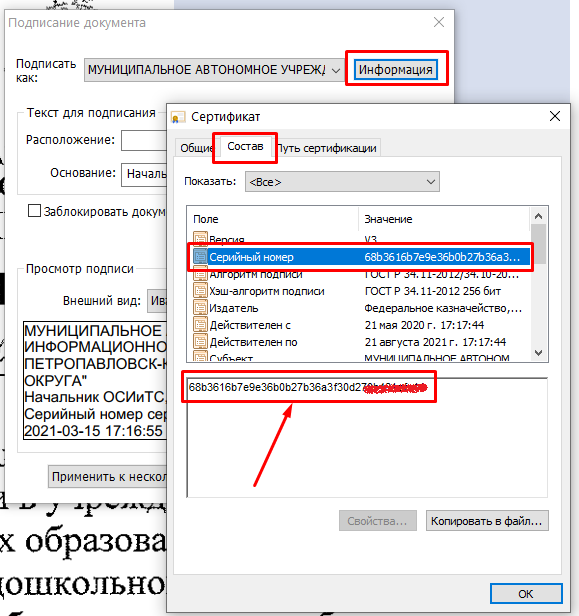 Подписание документа
Подписать как:
МУНИЦИПАЛЬНОЕ АВТОНОМНОЕ УЧРЕЖД
Информация
Текст для подписания
Расположение:
Основание:
Началь
Заблокировать докум
Просмотр подписи
Внешний вид:
Ива
МУНИЦИПАЛЬНОЕ
ИНФОРМАЦИОННО
ПЕТРОПАВЛОВСК-К
ОКРУГА"
Начальник ОСИиТС,
Серийный номер сер
2021-03-15 17:16:55
Применить к нескол
Сертификат
Общие
Состав
Путь сертификации
Показать:
<Все>
Поле
Значение
Версия
V3
Серийный номер
68b3616b7e9e36b0b27b36a3...
Алгоритм подписи
ГОСТ Р 34.11-2012/34.10-20...
Хэш-алгоритм подписи
ГОСТ Р 34.11-2012 256 бит
Издатель
Федеральное казначейство,...
Действителен с
21 мая 2020 г. 17:17:44
Действителен по
21 августа 2021 г. 17:17:44
Субъект
МУНИЦИПАЛЬНОЕ АВТОНОМ
68b3616b7e9e36b0b27b36a3f30d27
Свойства...
Копировать в файл...
OK
и в учрежд
х образова
дошкольно